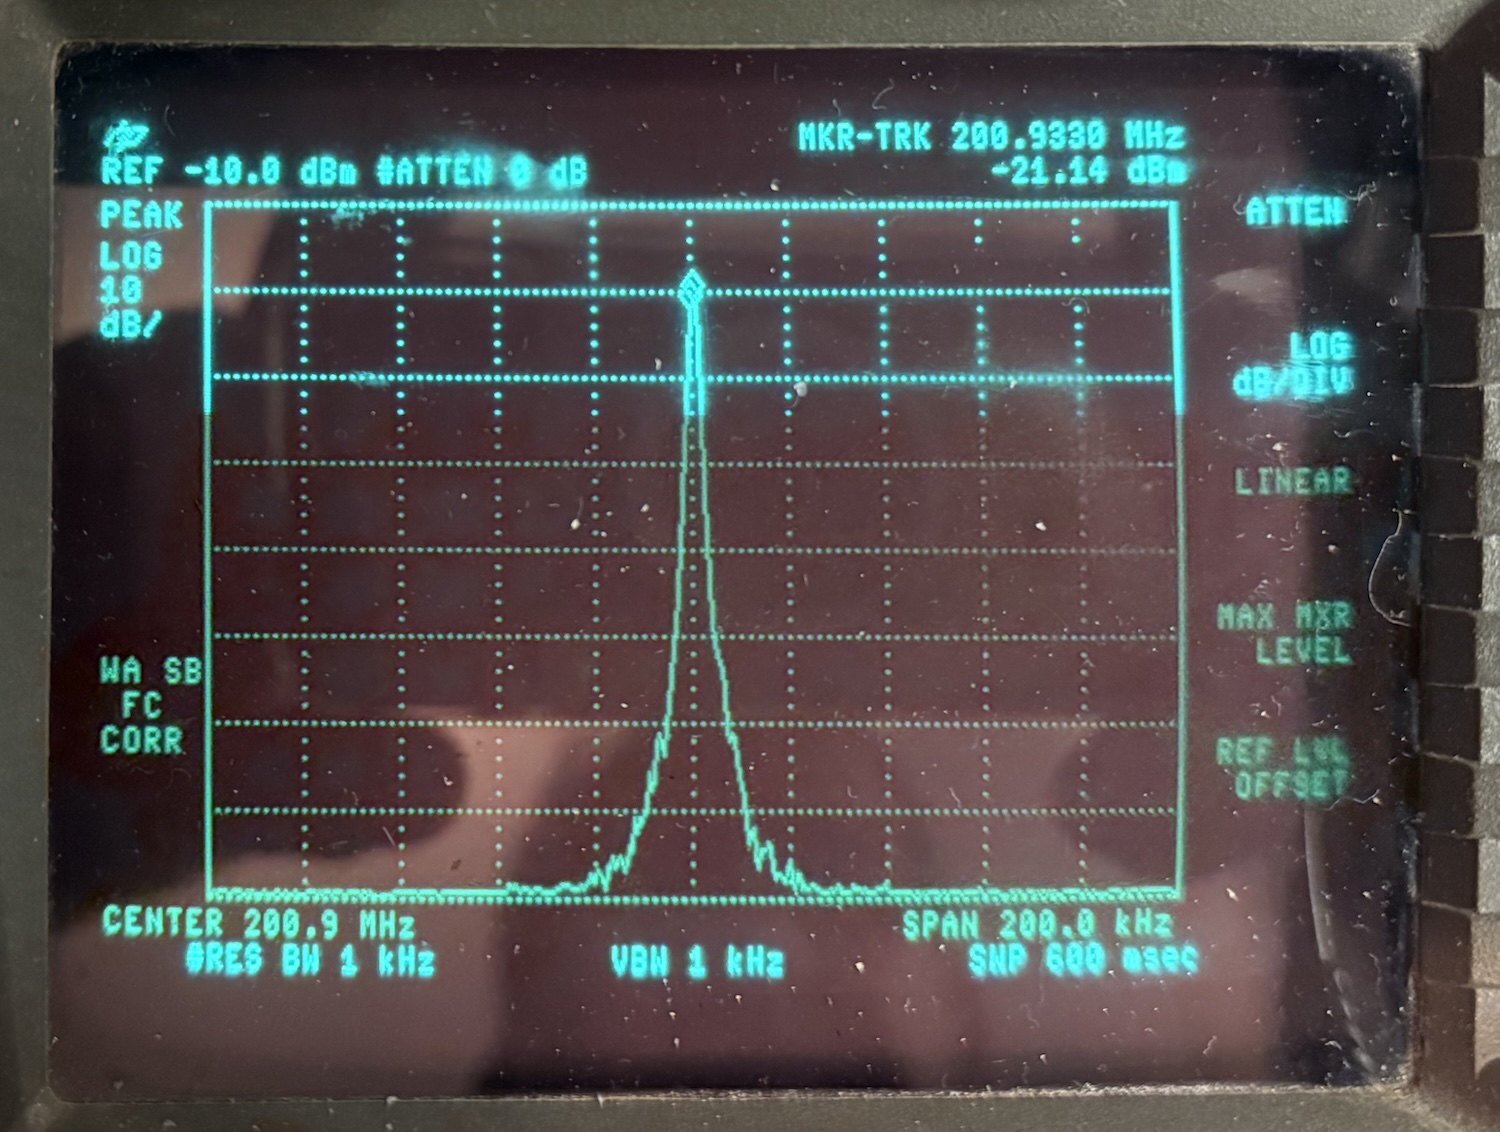 MKR-TRK 200.9330 MHz
REF -10.0 dBm #ATTEN 0 dB
-21.14 dBm
PEAK
LOG
10
dB/
WA SB
FC
CORR
CENTER 200.9 MHz
SPAN 200.0 kHz
#RES BW 1 kHz
VBW 1 kHz
SWP 600 msec
ATTEN
LOG
dB/DIV
LINEAR
MAX MXR
LEVEL
REF LVL
OFFSET